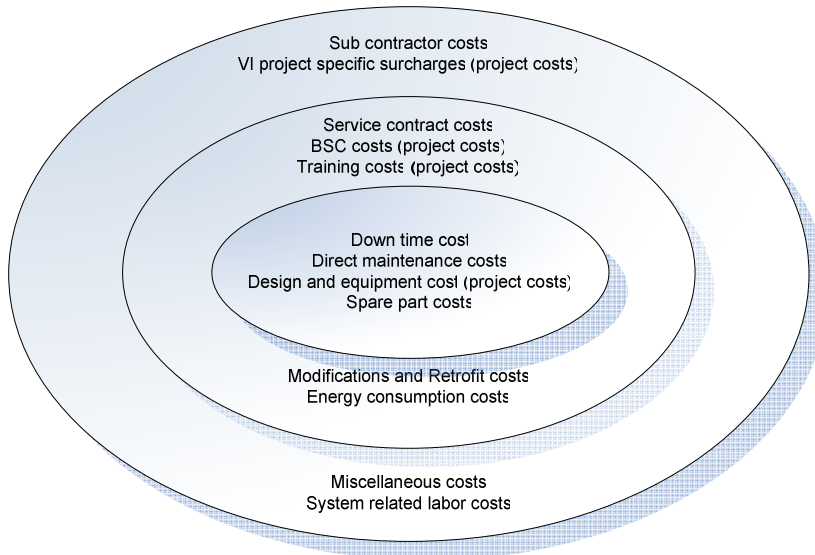 Sub contractor costs
VI project specific surcharges (project costs)
Service contract costs
BSC costs (project costs)
Training costs (project costs)
Down time cost
Direct maintenance costs
Design and equipment cost (project costs)
Spare part costs
Modifications and Retrofit costs
Energy consumption costs
Miscellaneous costs
System related labor costs